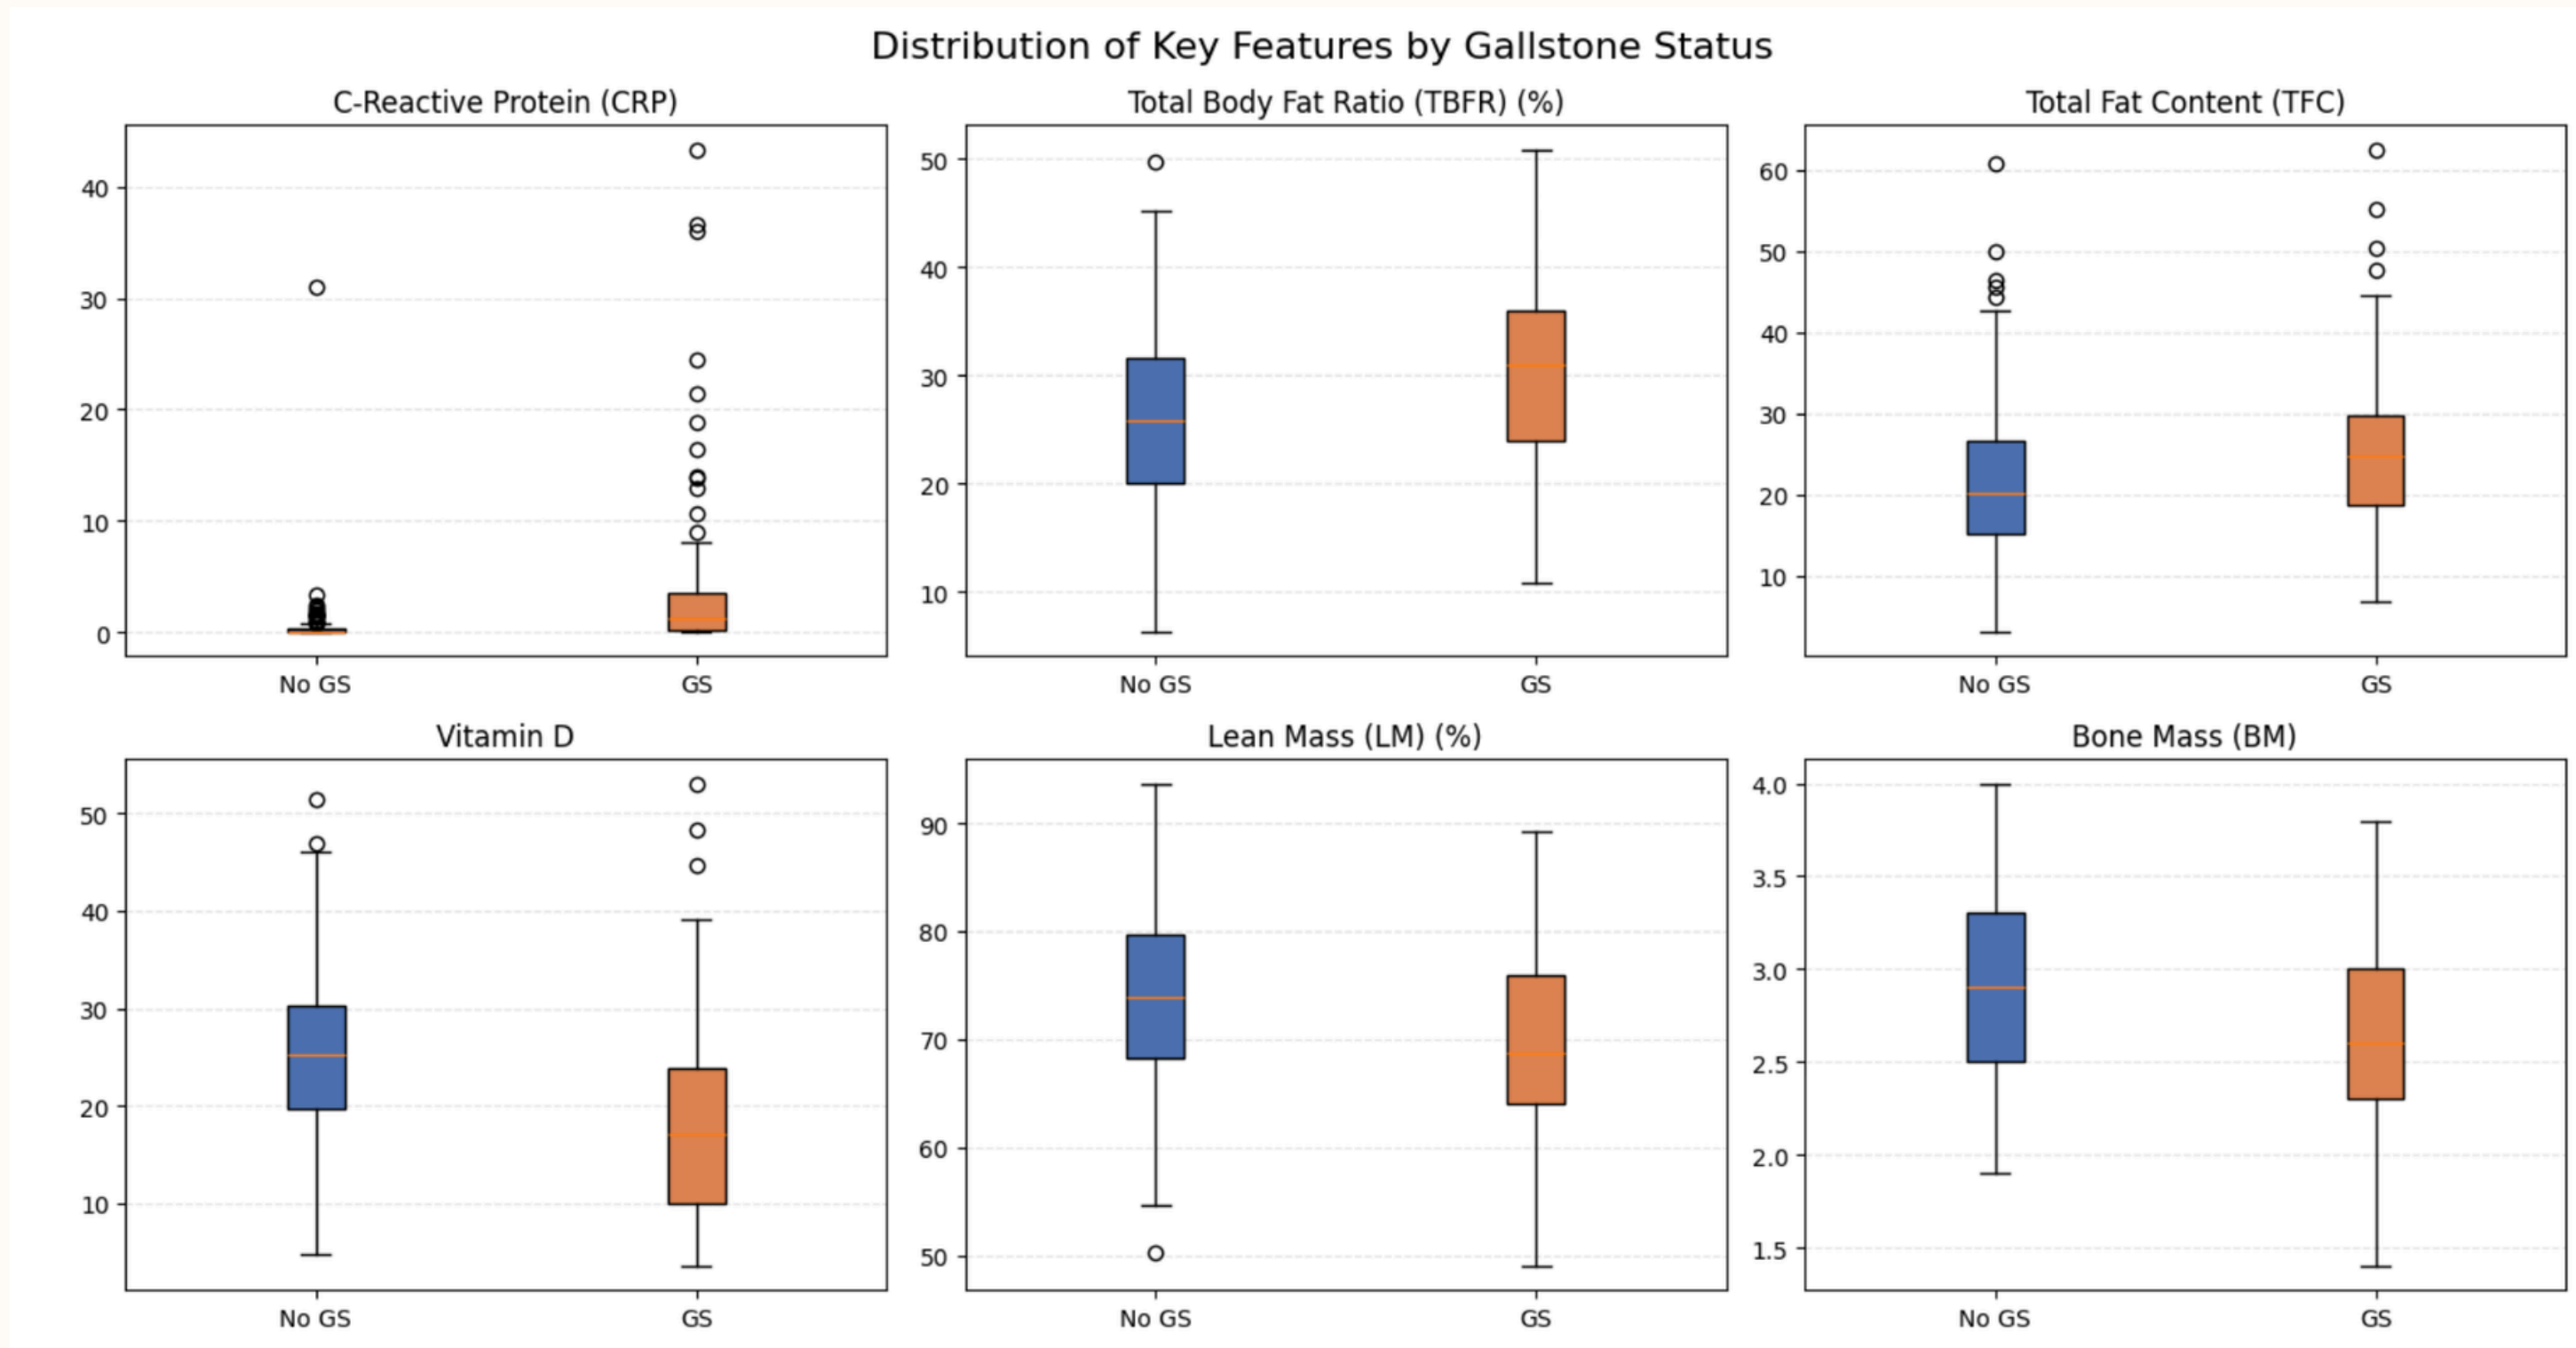 Distribution of Key Features by Gallstone Status
C-Reactive Protein (CRP)
40
30
20
10
0
No GS GS
Total Body Fat Ratio (TBFR) (%)
50
40
30
20
10
No GS GS
Total Fat Content (TFC)
60
50
40
30
20
10
No GS GS
Vitamin D
50
40
30
20
10
No GS GS
Lean Mass (LM) (%)
90
80
70
60
50
No GS GS
Bone Mass (BM)
4.0
3.5
3.0
2.5
2.0
1.5
No GS GS